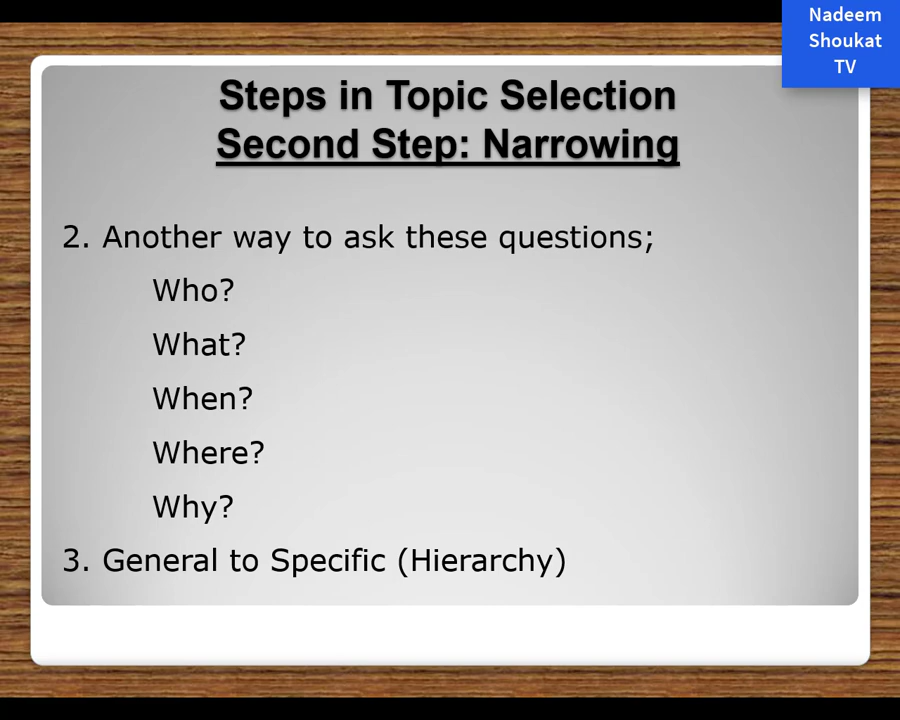 Nadeem
Shoukat
TV
Steps in Topic Selection
Second Step: Narrowing
2. Another way to ask these questions;
Who?
What?
When?
Where?
Why?
3. General to Specific (Hierarchy)